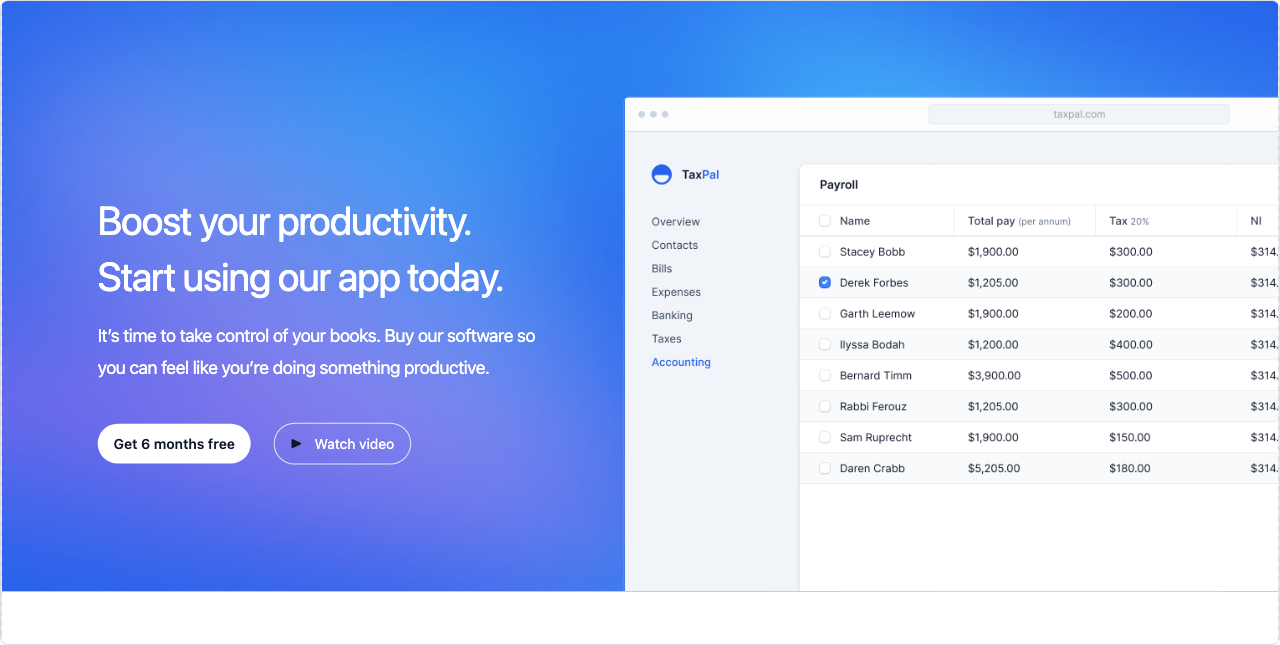 Boost your productivity.
Start using our app today.
It’s time to take control of your books. Buy our software so
you can feel like you’re doing something productive.
Get 6 months free
Watch video
taxpal.com
TaxPal
Overview
Contacts
Bills
Expenses
Banking
Taxes
Accounting
Payroll
Name Total pay (per annum) Tax 20% NI
Stacey Bobb $1,900.00 $300.00 $314.
Derek Forbes $1,205.00 $300.00 $314.
Garth Leemow $1,900.00 $200.00 $314.
Ilyssa Bodah $1,200.00 $400.00 $314.
Bernard Timm $3,900.00 $500.00 $314.
Rabbi Ferouz $1,205.00 $300.00 $314.
Sam Ruprecht $1,900.00 $150.00 $314.
Daren Crabb $5,205.00 $180.00 $314.